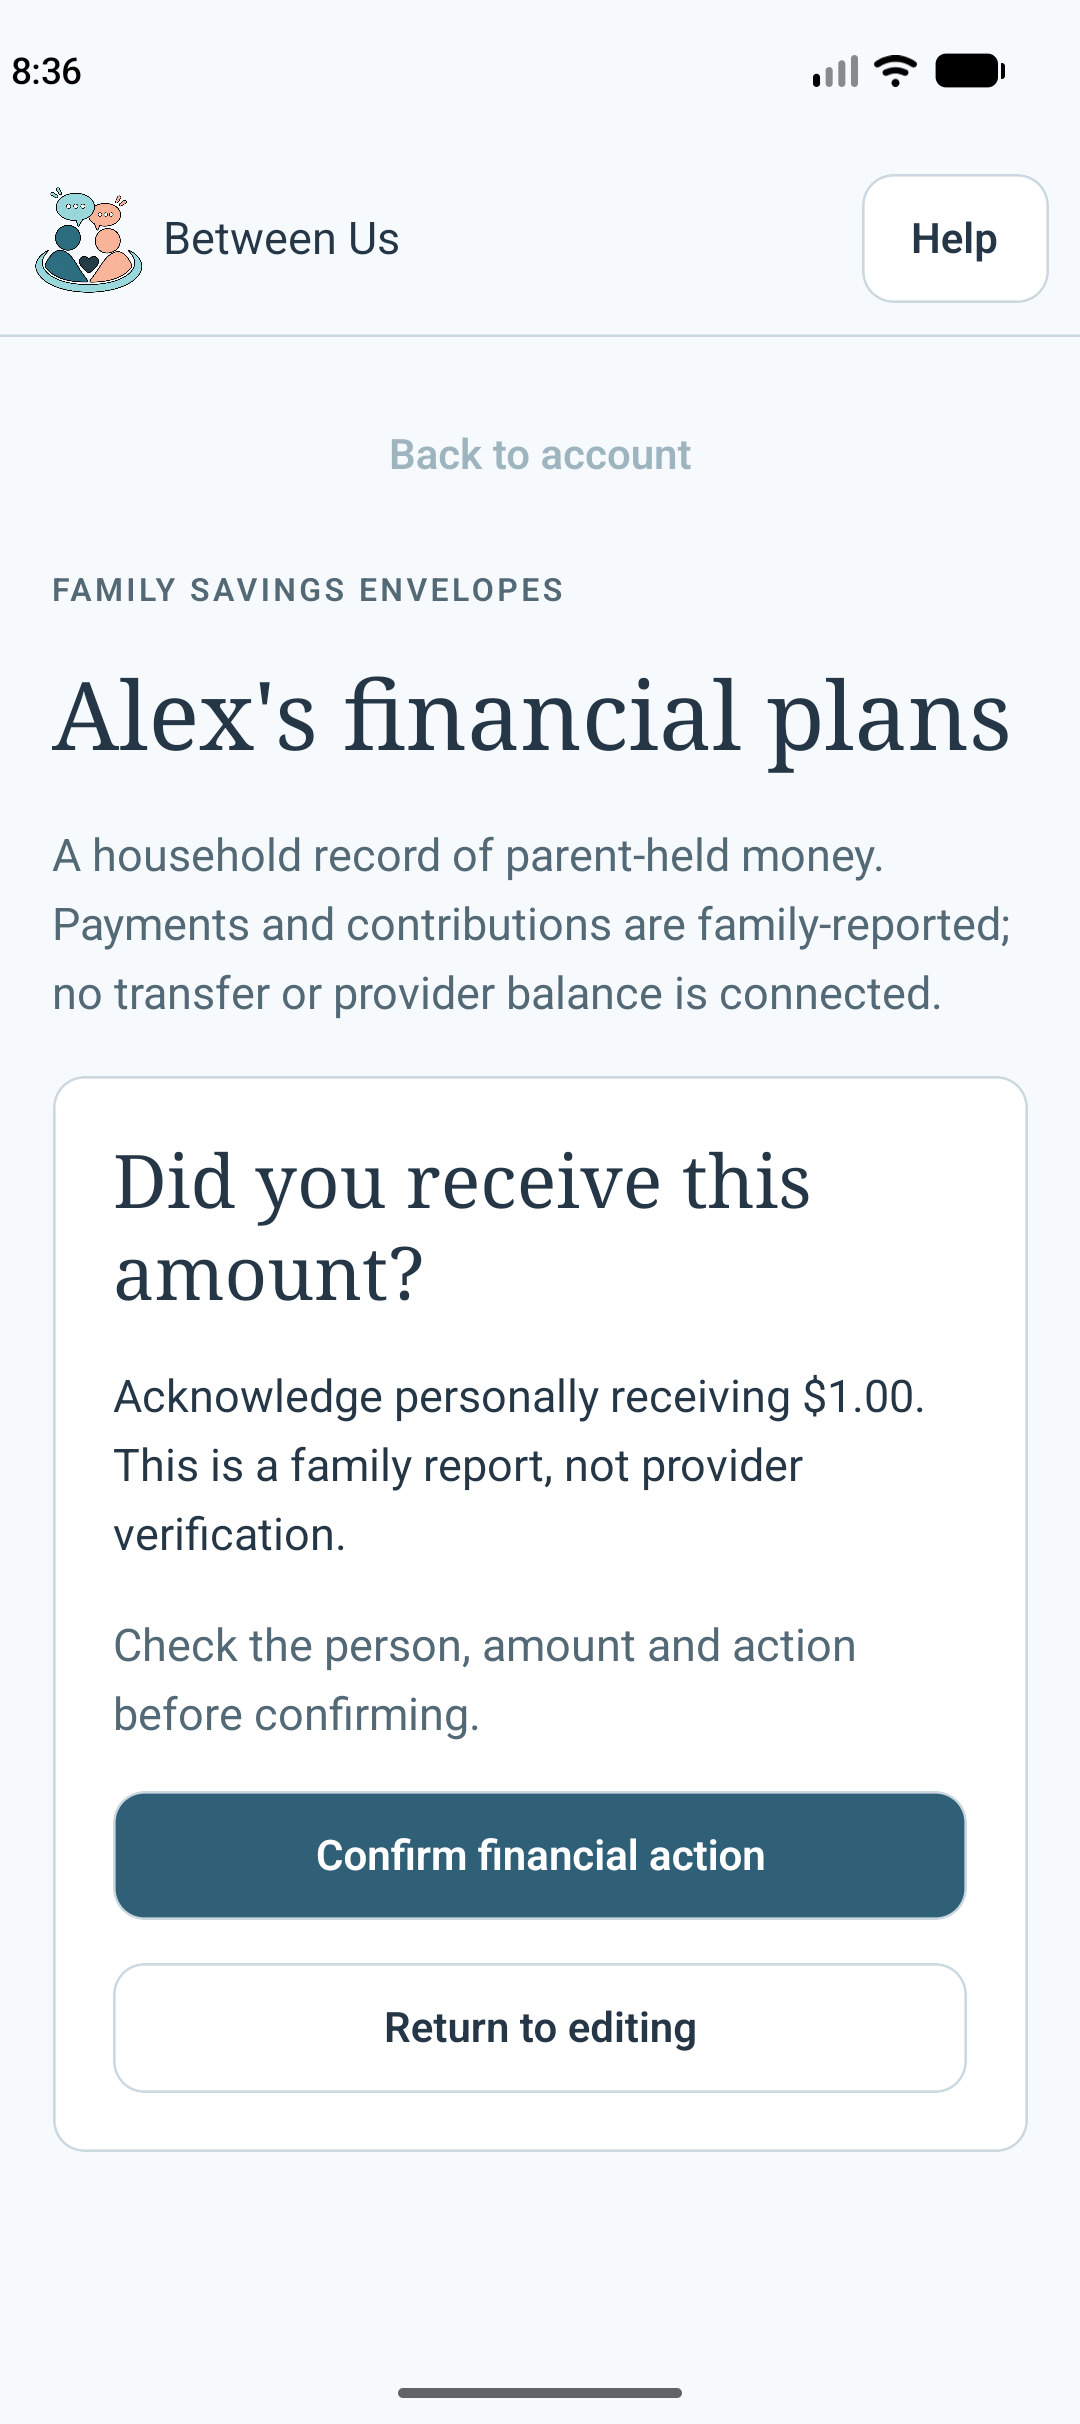 8:36
Between Us
Help
Back to account
FAMILY SAVINGS ENVELOPES
Alex's financial plans
A household record of parent-held money.
Payments and contributions are family-reported;
no transfer or provider balance is connected.
Did you receive this
amount?
Acknowledge personally receiving $1.00.
This is a family report, not provider
verification.
Check the person, amount and action
before confirming.
Confirm financial action
Return to editing